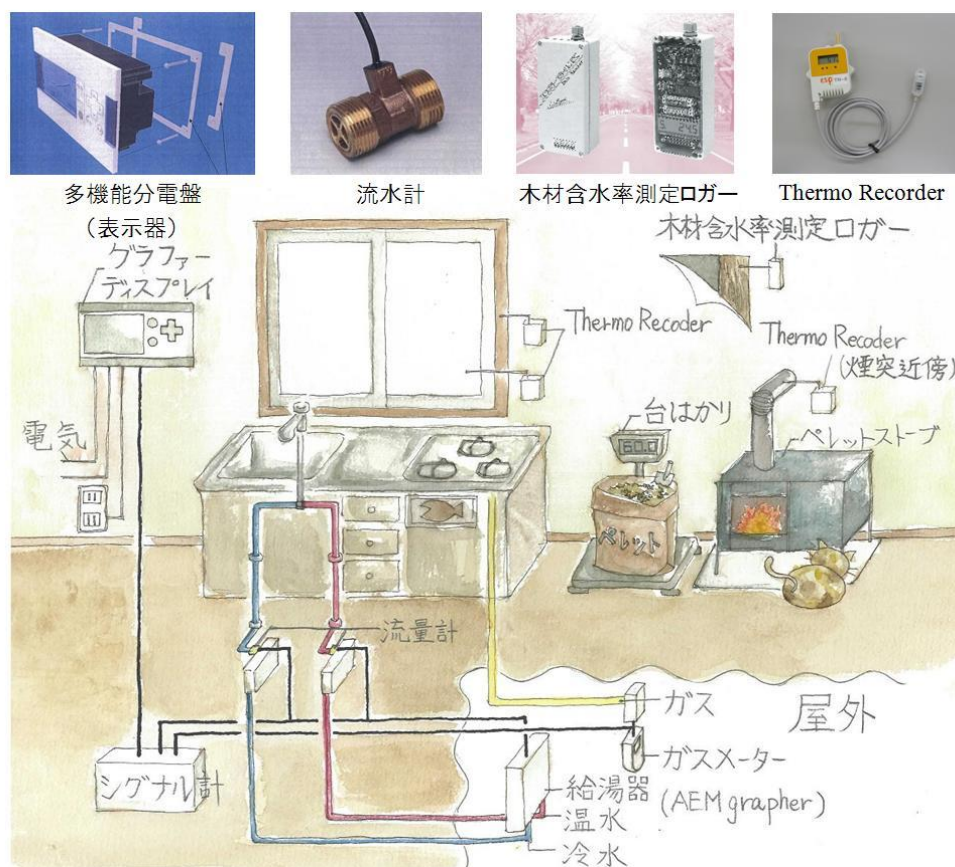 多機能分電盤
(表示器)
流水計
木材含水率測定ロガー
Thermo Recorder
グラファー
ディスプレイ
木材含水率測定ロガー
Thermo Recoder
Thermo Recoder
(煙突近傍)
電気
台はかり
60.0
ペレットストーブ
ペレット
流量計
ガス
屋外
シグナル計
ガスメーター
給湯器
(AEM grapher)
温水
冷水